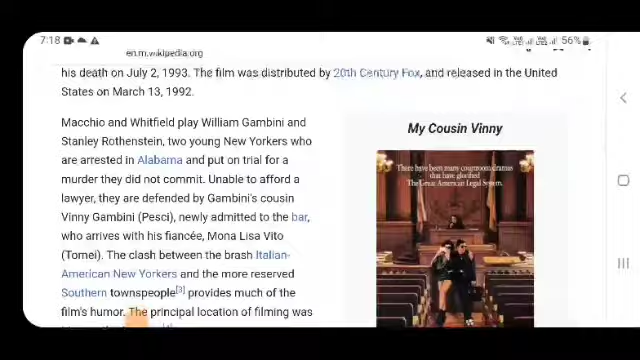 7:18
56%
en.m.wikipedia.org
his death on July 2, 1993. The film was distributed by 20th Century Fox, and released in the United
States on March 13, 1992.
Macchio and Whitfield play William Gambini and
Stanley Rothenstein, two young New Yorkers who
are arrested in Alabama and put on trial for a
murder they did not commit. Unable to afford a
lawyer, they are defended by Gambini's cousin
Vinny Gambini (Pesci), newly admitted to the bar,
who arrives with his fiancée, Mona Lisa Vito
(Tomei). The clash between the brash Italian-
American New Yorkers and the more reserved
Southern townspeople[3] provides much of the
film's humor. The principal location of filming was
My Cousin Vinny
There have been many courtroom dramas
that have glorified
The Great American Legal System.